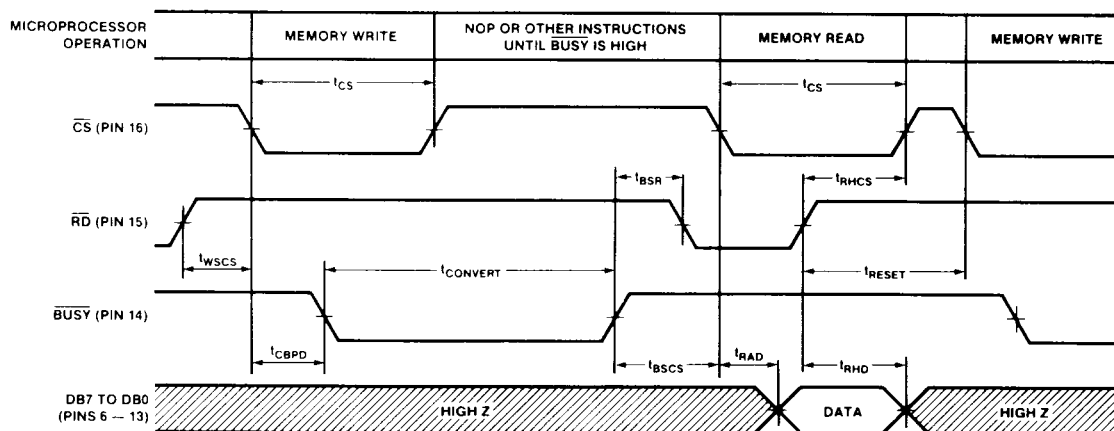 MICROPROCESSOR
OPERATION
MEMORY WRITE
NOP OR OTHER INSTRUCTIONS
UNTIL BUSY IS HIGH
MEMORY READ
MEMORY WRITE
tCS
tCS
CS (PIN 16)
tBSR
tRHCS
RD (PIN 15)
tWSCS
tCONVERT
tRESET
BUSY (PIN 14)
tCBPD
tBSCS
tRAD
tRHD
DB7 TO DB0
(PINS 6 — 13)
HIGH Z
DATA
HIGH Z